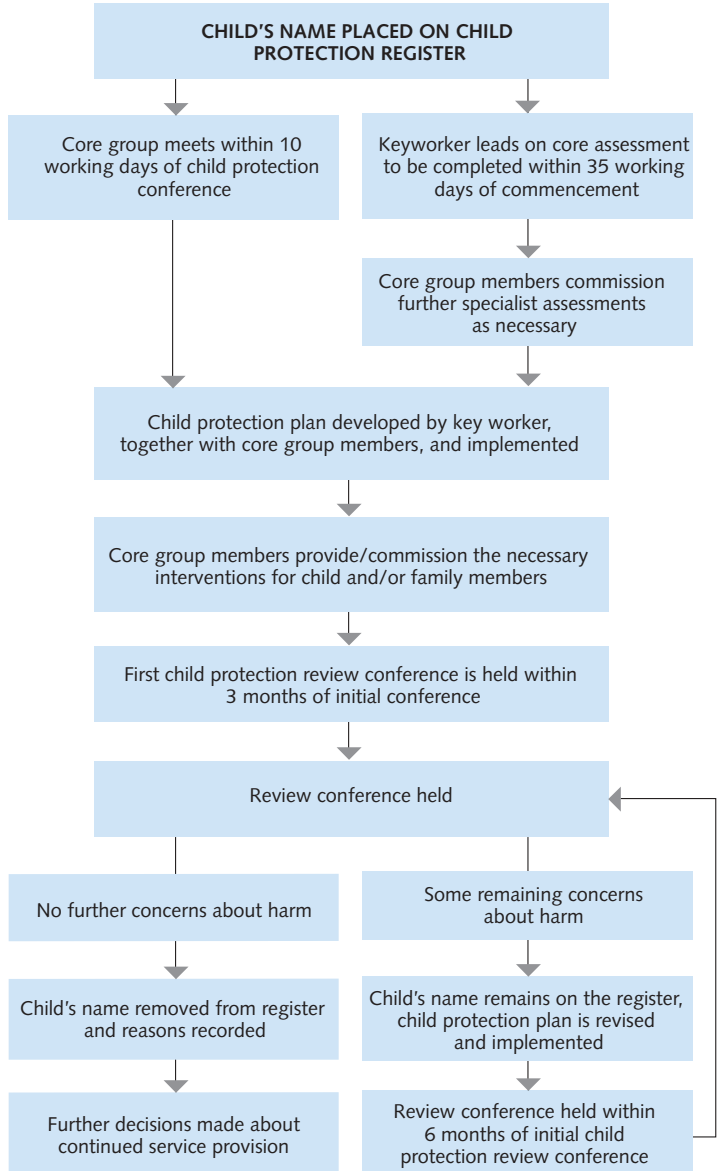 CHILD'S NAME PLACED ON CHILD
PROTECTION REGISTER
Core group meets within 10
working days of child protection
conference
Keyworker leads on core assessment
to be completed within 35 working
days of commencement
Core group members commission
further specialist assessments
as necessary
Child protection plan developed by key worker,
together with core group members, and implemented
Core group members provide/commission the necessary
interventions for child and/or family members
First child protection review conference is held within
3 months of initial conference
Review conference held
No further concerns about harm
Some remaining concerns
about harm
Child's name removed from register
and reasons recorded
Child's name remains on the register,
child protection plan is revised
and implemented
Further decisions made about
continued service provision
Review conference held within
6 months of initial child
protection review conference